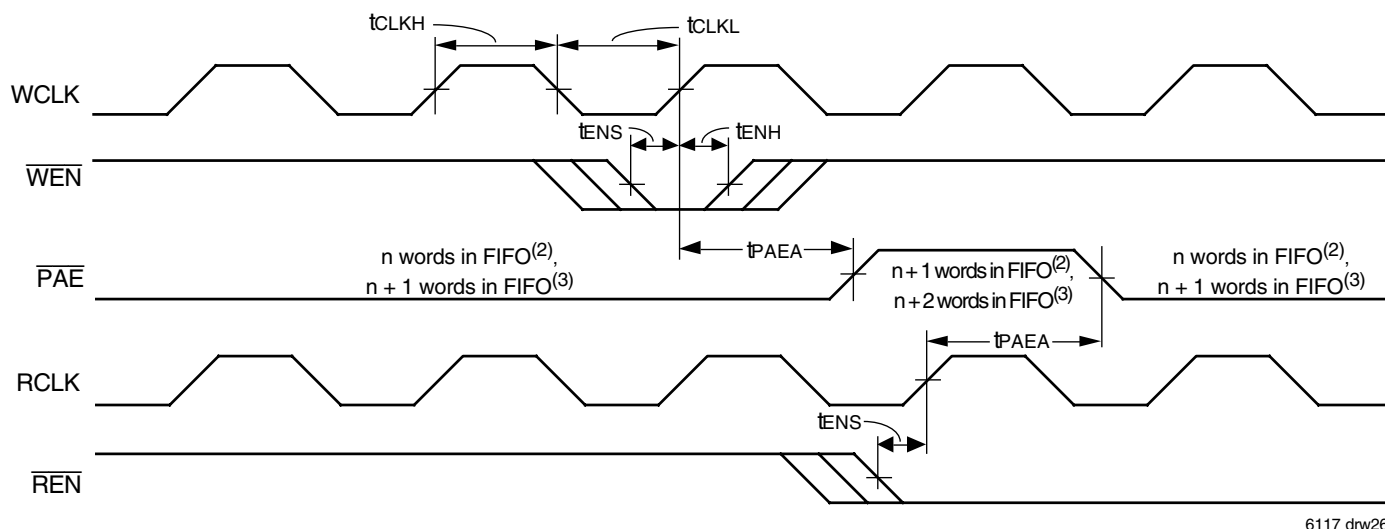 tCLKH
tCLKL
WCLK
tENS
tENH
WEN
tPAEA
n words in FIFO(2),
n + 1 words in FIFO(3)
n + 1 words in FIFO(2),
n + 2 words in FIFO(3)
n words in FIFO(2),
n + 1 words in FIFO(3)
PAE
tPAEA
RCLK
tENS
REN
6117 drw26